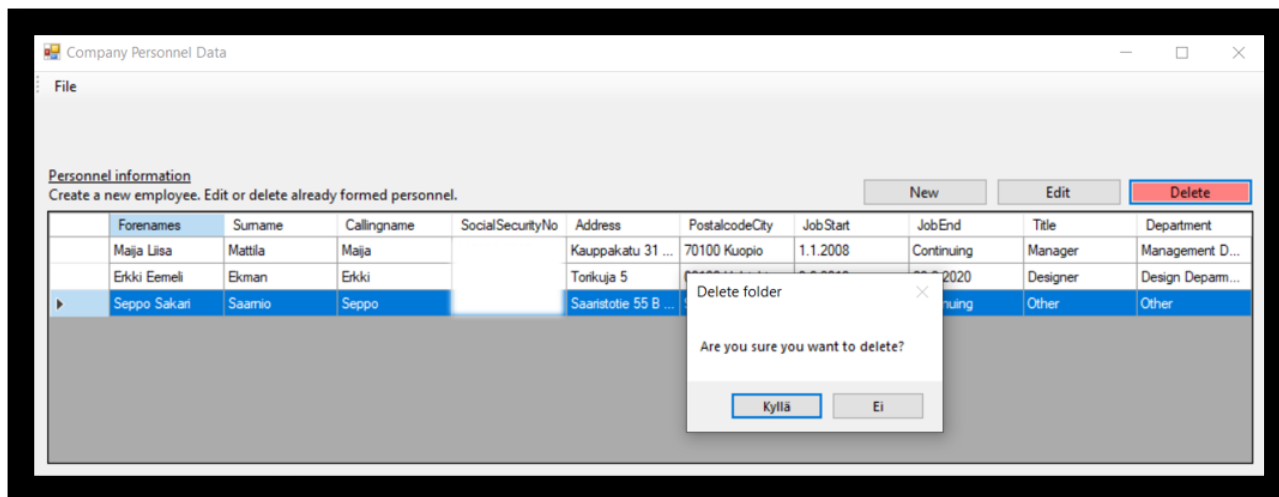 Company Personnel Data
File
Personnel information
Create a new employee. Edit or delete already formed personnel.
New Edit Delete
Forenames Surname Callingname SocialSecurityNo Address PostalcodeCity JobStart JobEnd Title Department
Maija Liisa Mattila Maija Kauppakatu 31 ... 70100 Kuopio 1.1.2008 Continuing Manager Management D...
Erkki Eemeli Ekman Erkki Torikuja 5 2020 Designer Design Deparm...
Seppo Sakari Saarnio Seppo Saaristotie 55 B ... Other Other
Delete folder
Are you sure you want to delete?
Kyllä Ei